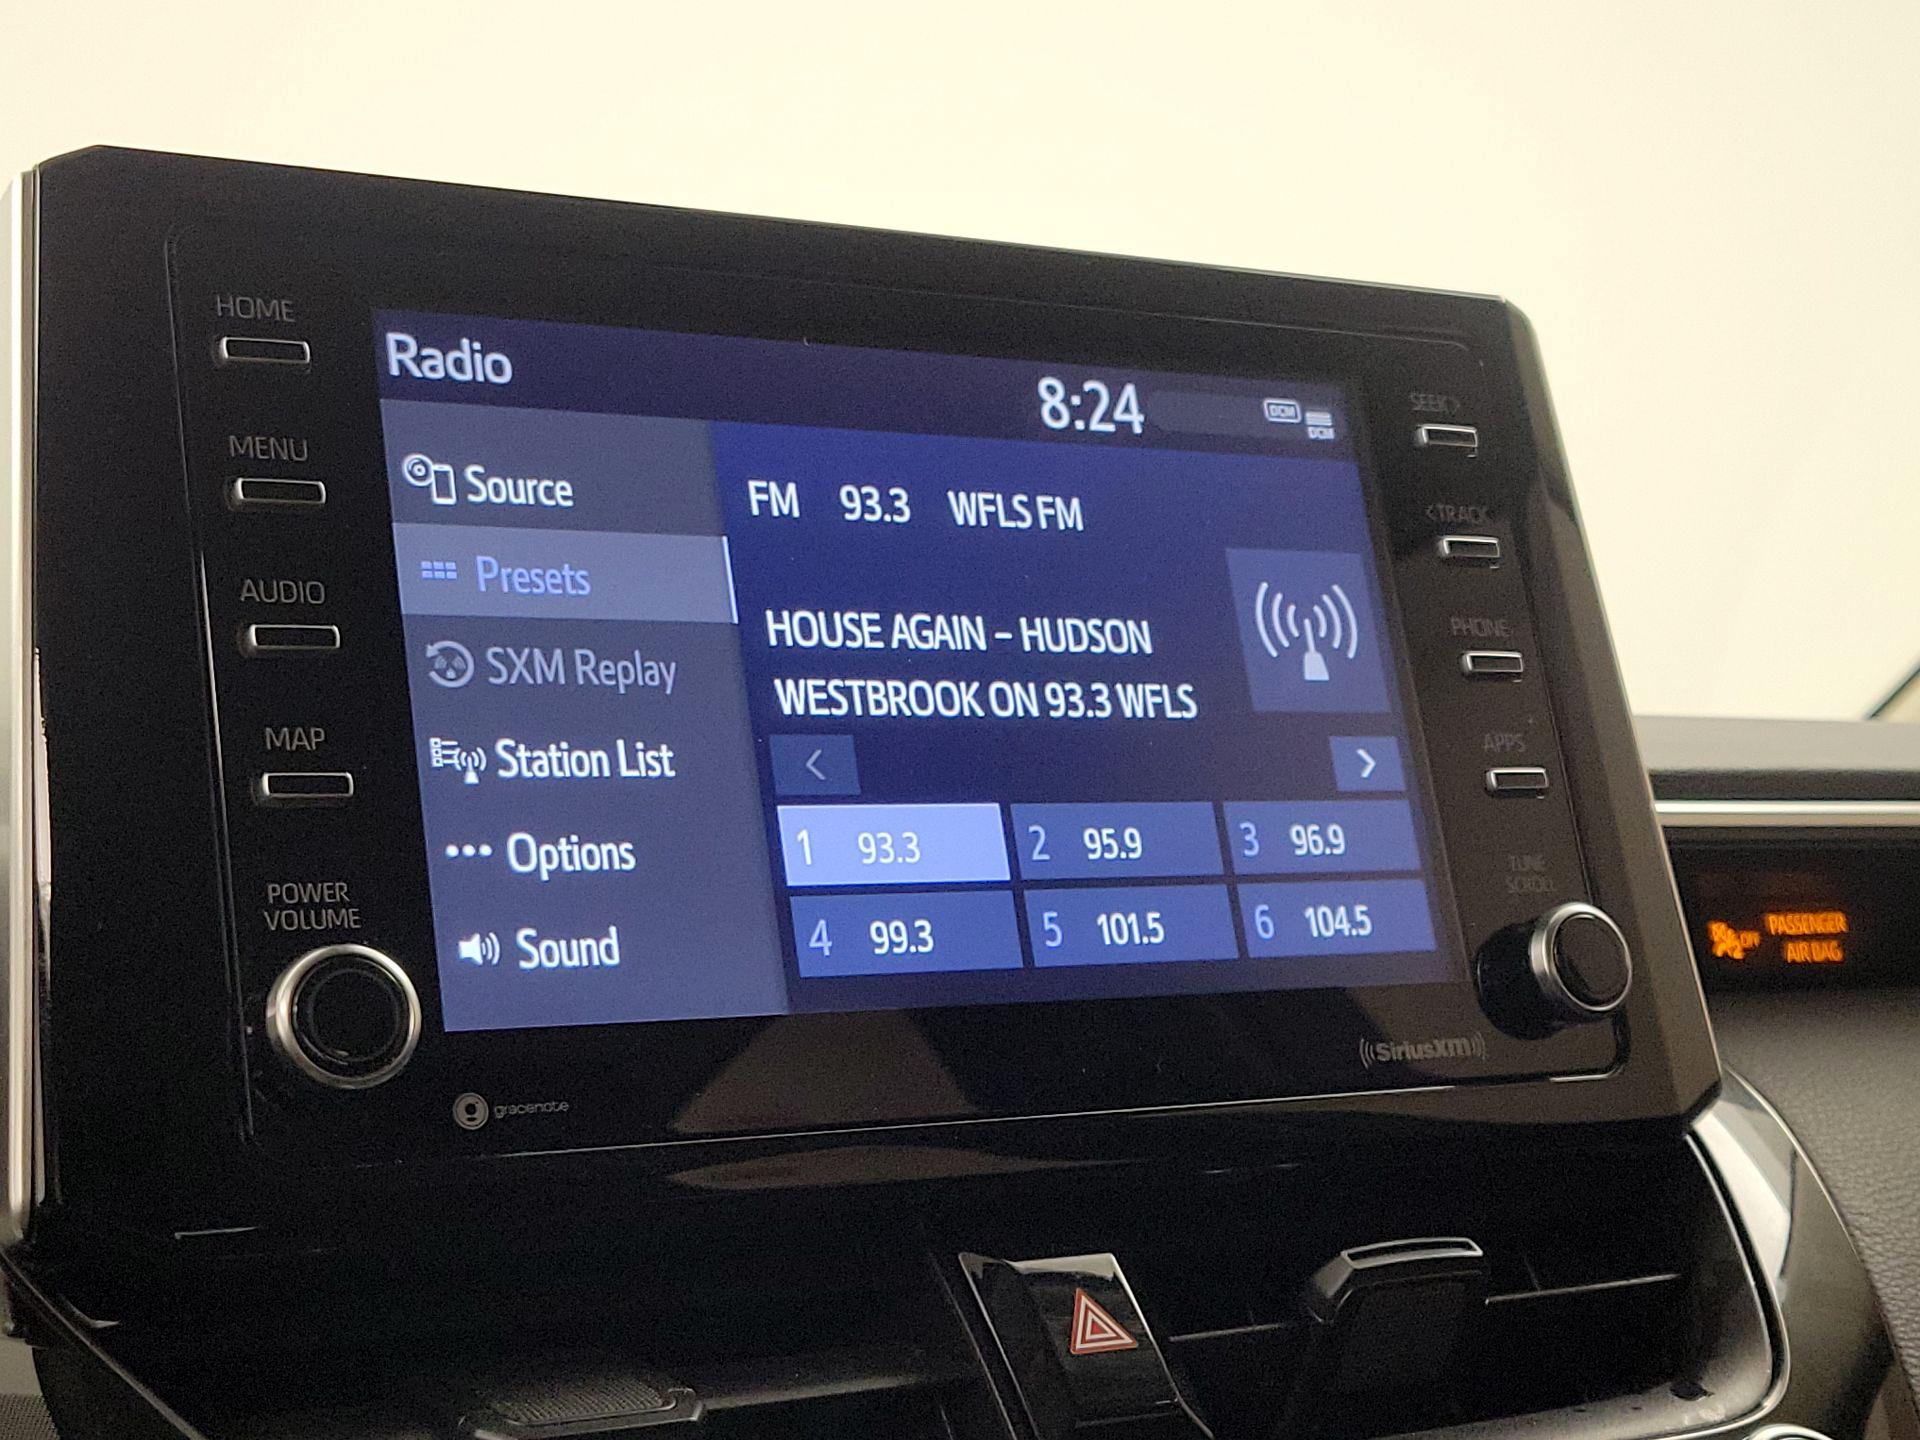 HOME
MENU
AUDIO
MAP
POWER
VOLUME
Radio
8:24
DCM
DCM
Source
Presets
SXM Replay
Station List
Options
Sound
FM 93.3 WFLS FM
HOUSE AGAIN – HUDSON
WESTBROOK ON 93.3 WFLS
<
>
1 93.3
2 95.9
3 96.9
4 99.3
5 101.5
6 104.5
SEEK >
< TRACK
PHONE
APPS
TUNE
SCROLL
SiriusXM
gracenote
OFF
PASSENGER
AIR BAG